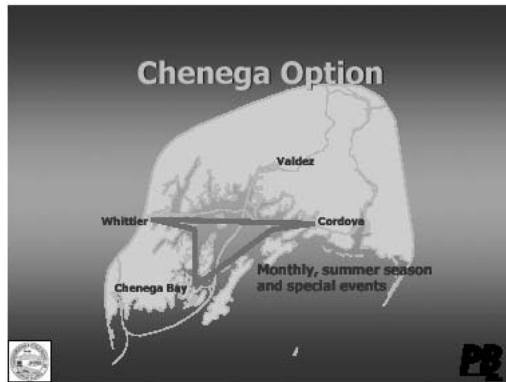 Chenega Option
Valdez
Whittier
Cordova
Monthly, summer season
and special events
Chenega Bay
PB